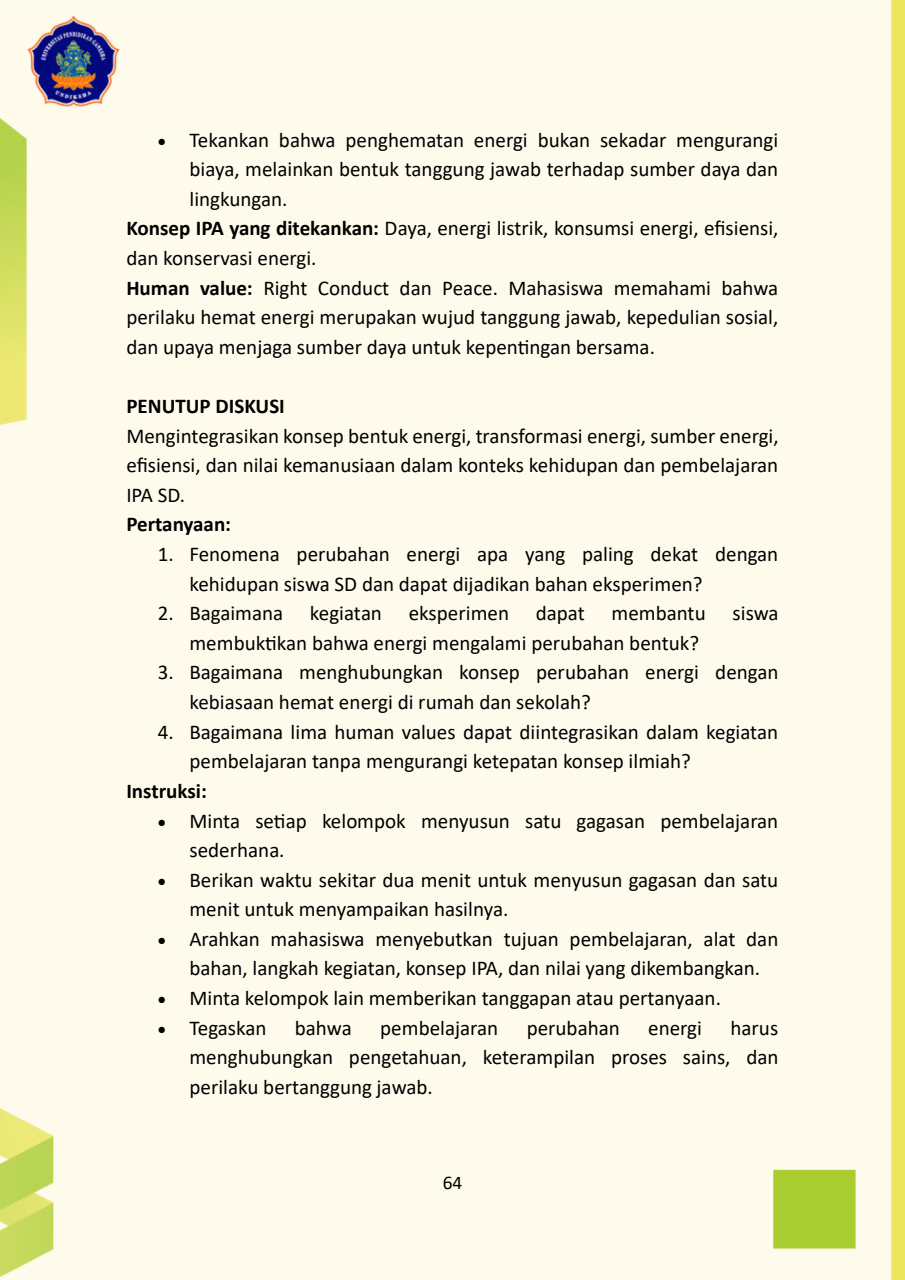 UNIVERSITAS PENDIDIKAN GANESHA
UNDIKSHA
• Tekankan bahwa penghematan energi bukan sekadar mengurangi
biaya, melainkan bentuk tanggung jawab terhadap sumber daya dan
lingkungan.
Konsep IPA yang ditekankan: Daya, energi listrik, konsumsi energi, efisiensi,
dan konservasi energi.
Human value: Right Conduct dan Peace. Mahasiswa memahami bahwa
perilaku hemat energi merupakan wujud tanggung jawab, kepedulian sosial,
dan upaya menjaga sumber daya untuk kepentingan bersama.
PENUTUP DISKUSI
Mengintegrasikan konsep bentuk energi, transformasi energi, sumber energi,
efisiensi, dan nilai kemanusiaan dalam konteks kehidupan dan pembelajaran
IPA SD.
Pertanyaan:
1. Fenomena perubahan energi apa yang paling dekat dengan
kehidupan siswa SD dan dapat dijadikan bahan eksperimen?
2. Bagaimana kegiatan eksperimen dapat membantu siswa
membuktikan bahwa energi mengalami perubahan bentuk?
3. Bagaimana menghubungkan konsep perubahan energi dengan
kebiasaan hemat energi di rumah dan sekolah?
4. Bagaimana lima human values dapat diintegrasikan dalam kegiatan
pembelajaran tanpa mengurangi ketepatan konsep ilmiah?
Instruksi:
• Minta setiap kelompok menyusun satu gagasan pembelajaran
sederhana.
• Berikan waktu sekitar dua menit untuk menyusun gagasan dan satu
menit untuk menyampaikan hasilnya.
• Arahkan mahasiswa menyebutkan tujuan pembelajaran, alat dan
bahan, langkah kegiatan, konsep IPA, dan nilai yang dikembangkan.
• Minta kelompok lain memberikan tanggapan atau pertanyaan.
• Tegaskan bahwa pembelajaran perubahan energi harus
menghubungkan pengetahuan, keterampilan proses sains, dan
perilaku bertanggung jawab.
64